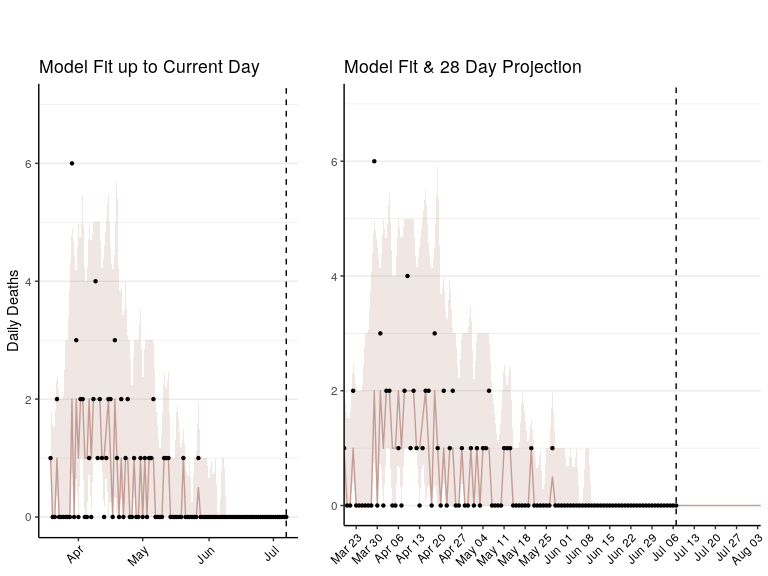 Model Fit up to Current Day
Model Fit & 28 Day Projection
Daily Deaths
6
4
2
0
Apr
May
Jun
Jul
6
4
2
0
Mar 23
Mar 30
Apr 06
Apr 13
Apr 20
Apr 27
May 04
May 11
May 18
May 25
Jun 01
Jun 08
Jun 15
Jun 22
Jun 29
Jul 06
Jul 13
Jul 20
Jul 27
Aug 03